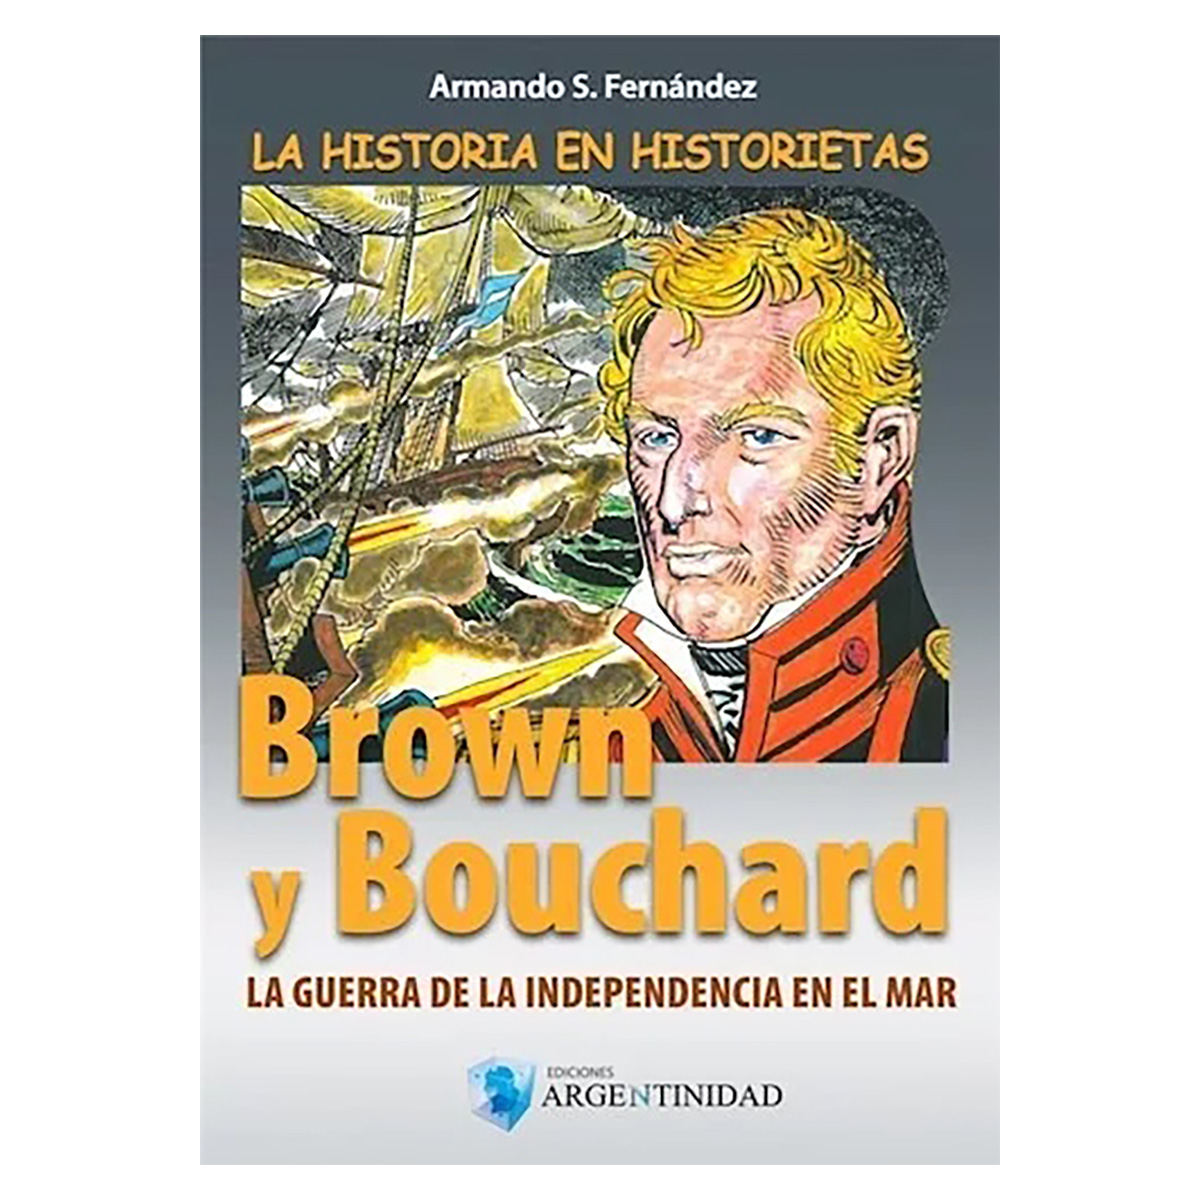 Armando S. Fernández
LA HISTORIA EN HISTORIETAS
Brown
y Bouchard
LA GUERRA DE LA INDEPENDENCIA EN EL MAR
EDICIONES
ARGENTINIDAD